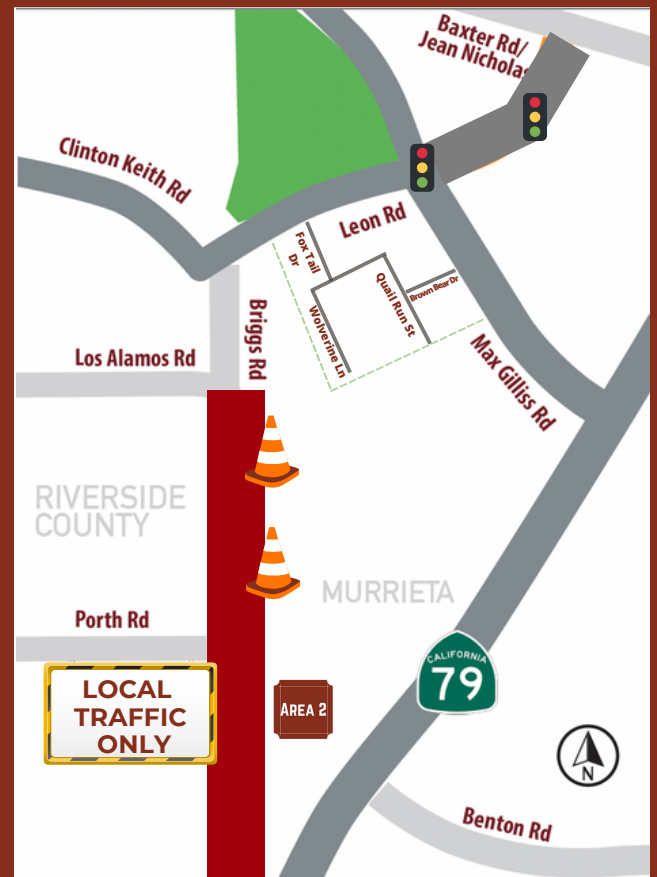 Baxter Rd/
Jean Nicholas
Clinton Keith Rd
Leon Rd
Fox Tail
Dr
Quail Run St
Brown Bear Dr
Wolverine Ln
Briggs Rd
Los Alamos Rd
Max Gilliss Rd
RIVERSIDE
COUNTY
MURRIETA
Porth Rd
CALIFORNIA
79
LOCAL
TRAFFIC
ONLY
AREA 2
N
Benton Rd